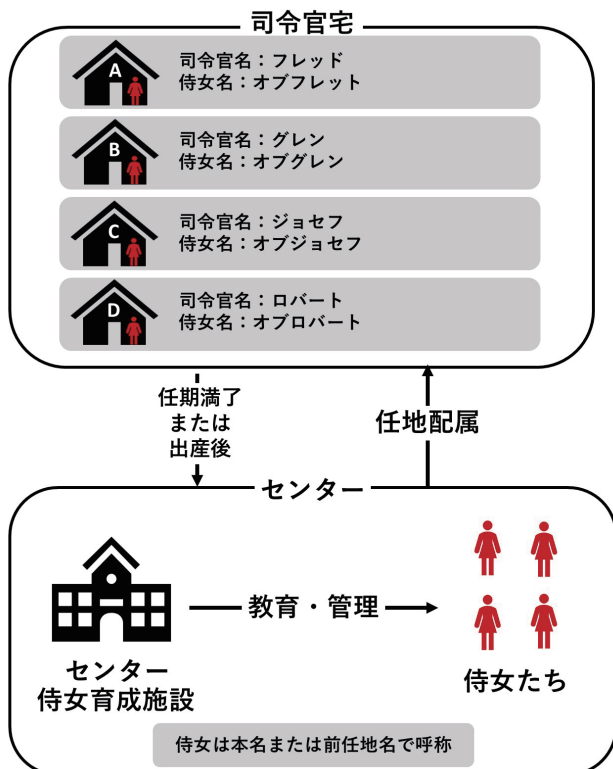 司令官宅
A
司令官名：フレッド
侍女名：オブフレット
B
司令官名：グレン
侍女名：オブグレン
C
司令官名：ジョセフ
侍女名：オブジョセフ
D
司令官名：ロバート
侍女名：オブロバート
任期満了
または
出産後
任地配属
センター
教育・管理
センター
侍女育成施設
侍女たち
侍女は本名または前任地名で呼称